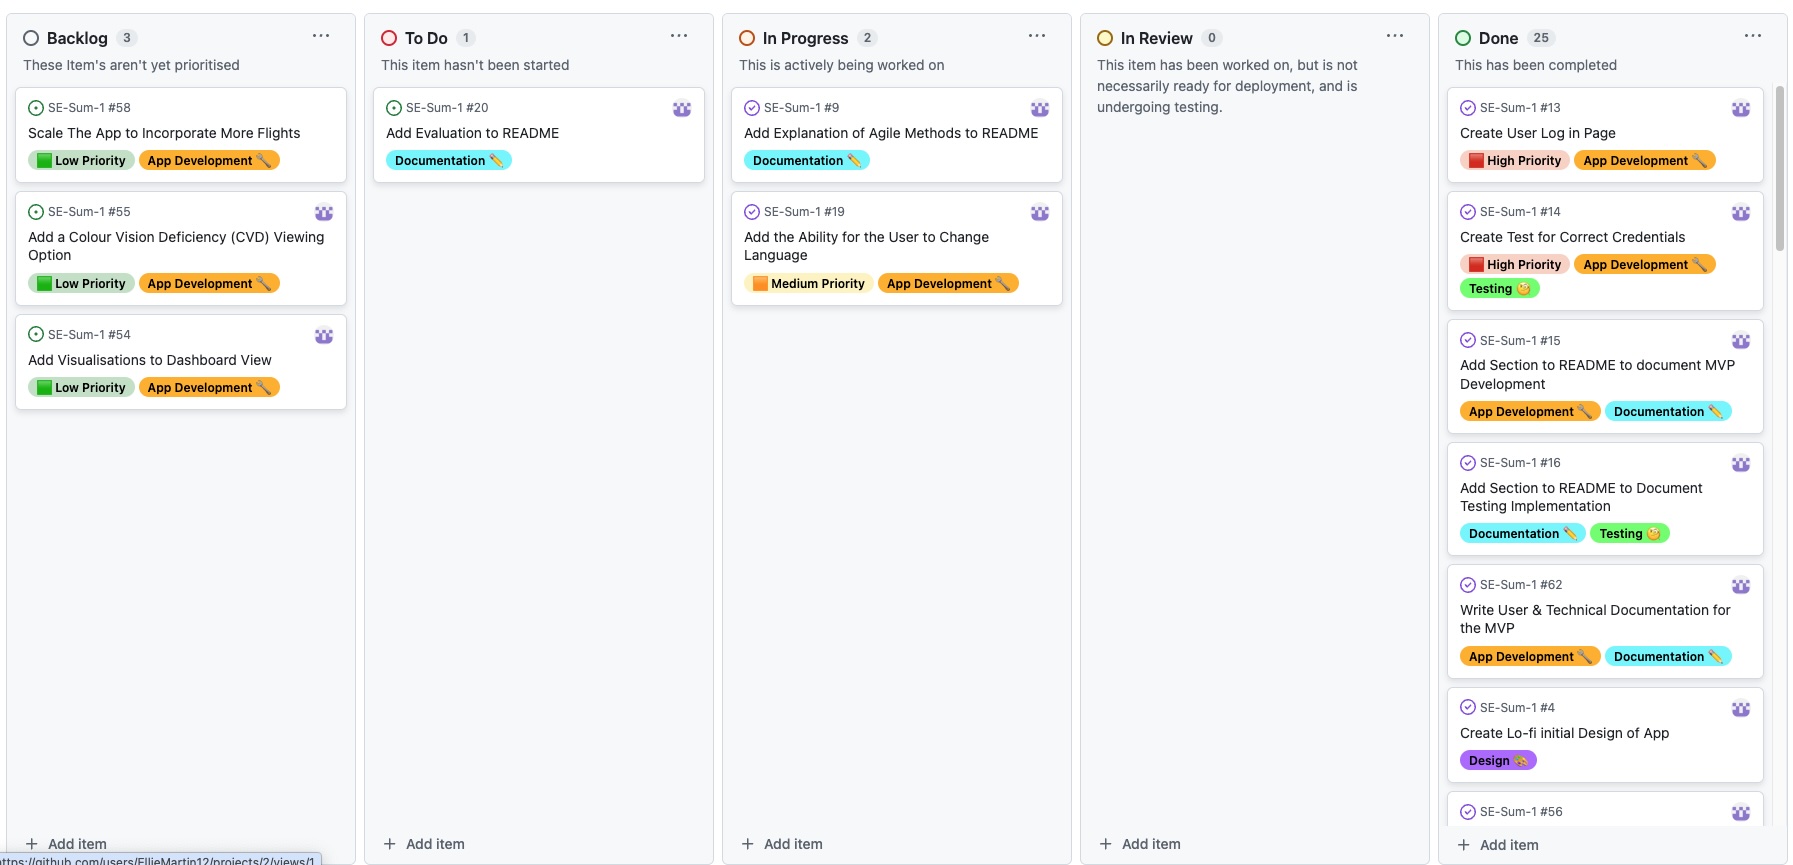 Backlog 3
These Item's aren't yet prioritised
SE-Sum-1 #58
Scale The App to Incorporate More Flights
Low Priority App Development
SE-Sum-1 #55
Add a Colour Vision Deficiency (CVD) Viewing
Option
Low Priority App Development
SE-Sum-1 #54
Add Visualisations to Dashboard View
Low Priority App Development
Add item
https://github.com/users/EllieMartin12/projects/2/views/1
To Do 1
This item hasn't been started
SE-Sum-1 #20
Add Evaluation to README
Documentation
Add item
In Progress 2
This is actively being worked on
SE-Sum-1 #9
Add Explanation of Agile Methods to README
Documentation
SE-Sum-1 #19
Add the Ability for the User to Change
Language
Medium Priority App Development
Add item
In Review 0
This item has been worked on, but is not
necessarily ready for deployment, and is
undergoing testing.
Add item
Done 25
This has been completed
SE-Sum-1 #13
Create User Log in Page
High Priority App Development
SE-Sum-1 #14
Create Test for Correct Credentials
High Priority App Development
Testing
SE-Sum-1 #15
Add Section to README to document MVP
Development
App Development Documentation
SE-Sum-1 #16
Add Section to README to Document
Testing Implementation
Documentation Testing
SE-Sum-1 #62
Write User & Technical Documentation for
the MVP
App Development Documentation
SE-Sum-1 #4
Create Lo-fi initial Design of App
Design
SE-Sum-1 #56
Add item